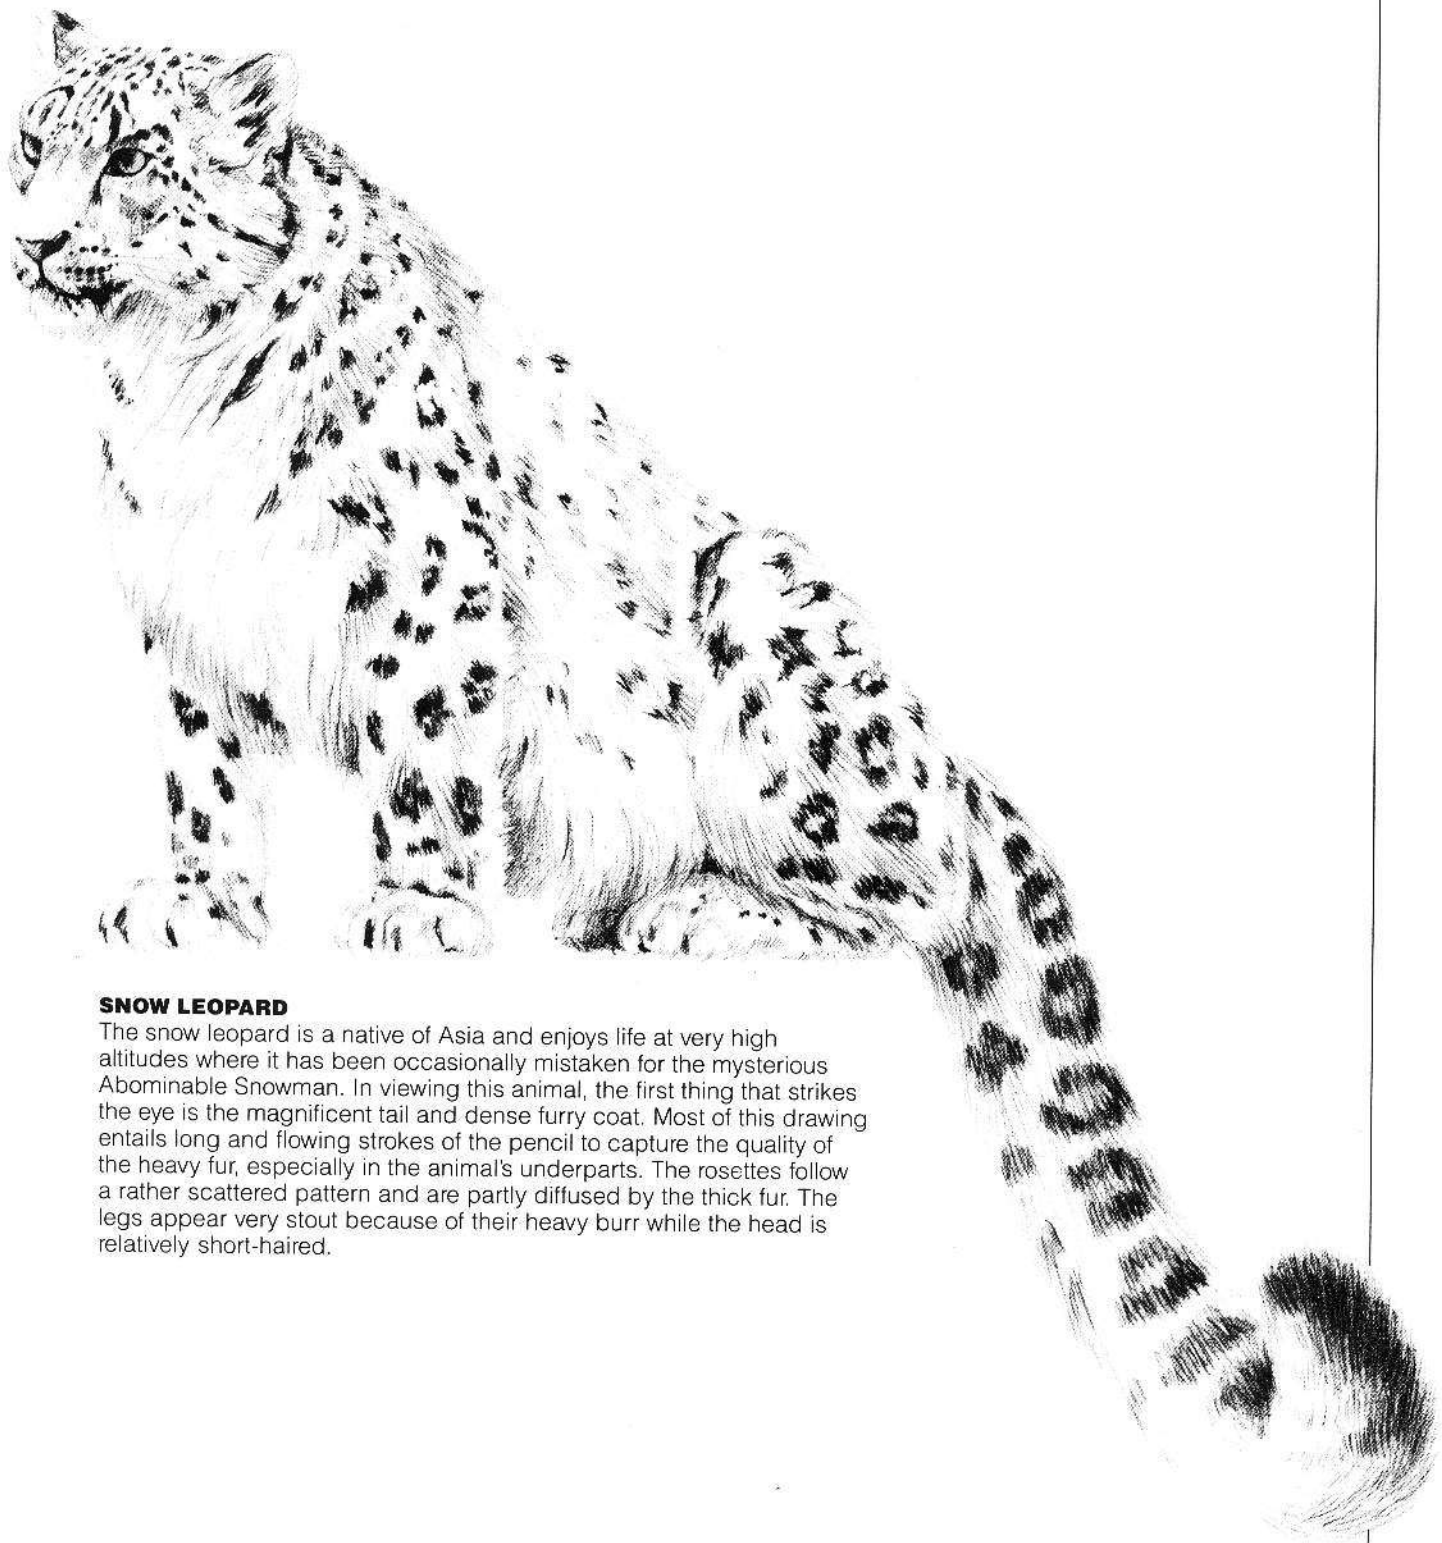 SNOW LEOPARD
The snow leopard is a native of Asia and enjoys life at very high
altitudes where it has been occasionally mistaken for the mysterious
Abominable Snowman. In viewing this animal, the first thing that strikes
the eye is the magnificent tail and dense furry coat. Most of this drawing
entails long and flowing strokes of the pencil to capture the quality of
the heavy fur, especially in the animal's underparts. The rosettes follow
a rather scattered pattern and are partly diffused by the thick fur. The
legs appear very stout because of their heavy burr while the head is
relatively short-haired.